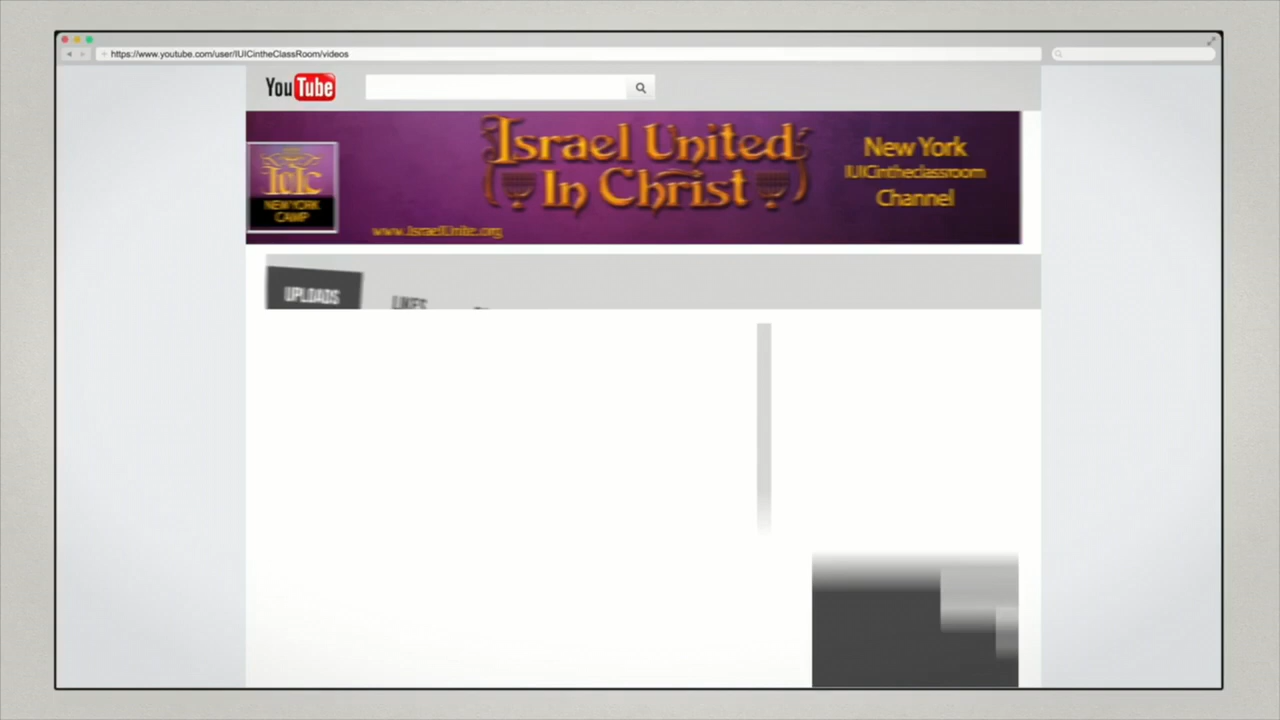 https://www.youtube.com/user/IUICintheClassRoom/videos
YouTube
Israel United
In Christ
New York
IUICintheclassroom
Channel
IUIC
NEW YORK
CAMP
www.IsraelUnite.org
UPLOADS
LIKES